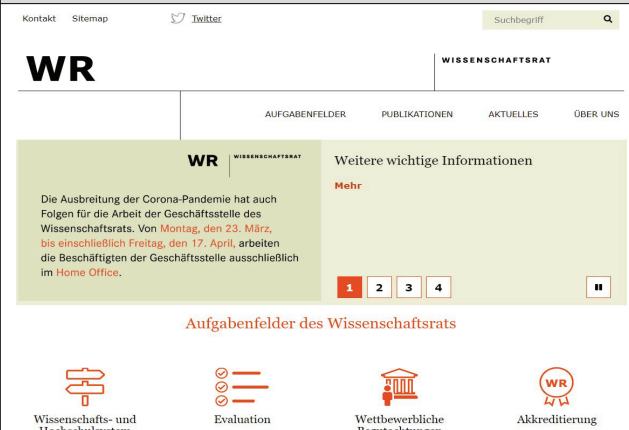 Kontakt Sitemap Twitter Suchbegriff
WR
WISSENSCHAFTSRAT
AUFGABENFELDER PUBLIKATIONEN AKTUELLES ÜBER UNS
WR WISSENSCHAFTSRAT
Die Ausbreitung der Corona-Pandemie hat auch
Folgen für die Arbeit der Geschäftsstelle des
Wissenschaftsrats. Von Montag, den 23. März,
bis einschließlich Freitag, den 17. April, arbeiten
die Beschäftigten der Geschäftsstelle ausschließlich
im Home Office.
Weitere wichtige Informationen
Mehr
1 2 3 4
Aufgabenfelder des Wissenschaftsrats
WR
Wissenschafts- und Evaluation Wettbewerbliche Akkreditierung